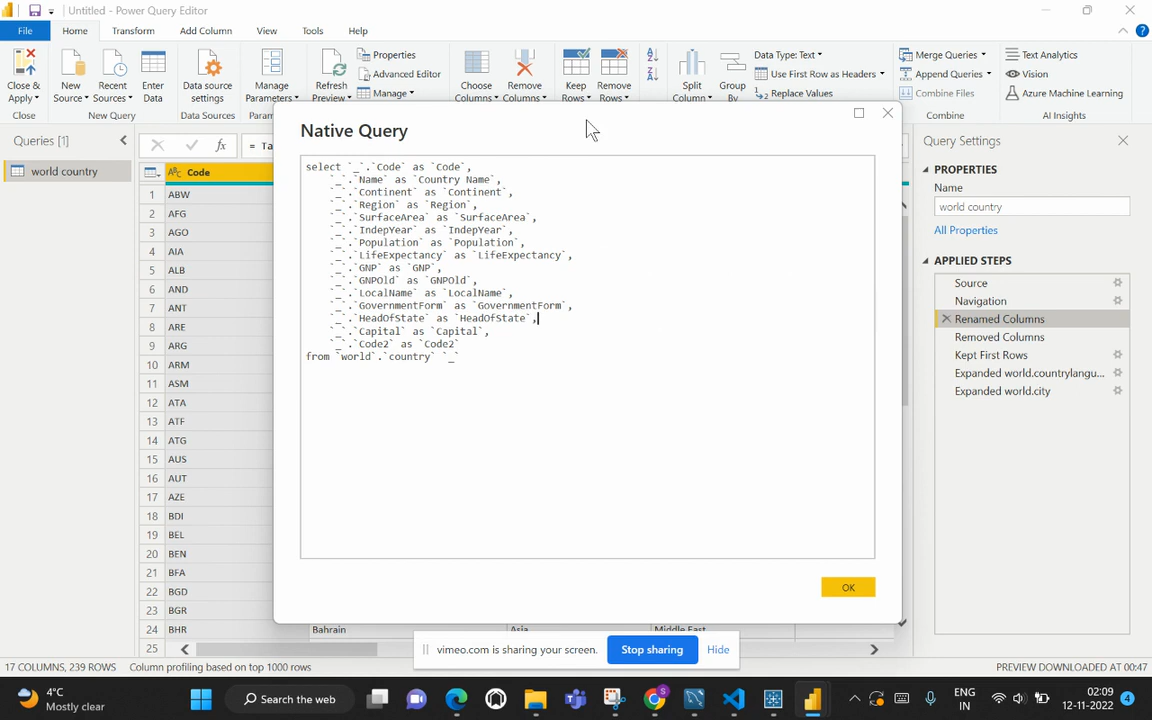 Untitled - Power Query Editor
File Home Transform Add Column View Tools Help
Close & Apply
New Source
Recent Sources
Enter Data
Data source settings
Manage Parameters
Refresh Preview
Properties
Advanced Editor
Manage
Choose Columns
Remove Columns
Keep Rows
Remove Rows
Split Column
Group By
Data Type: Text
Use First Row as Headers
1→2 Replace Values
Merge Queries
Append Queries
Combine Files
Text Analytics
Vision
Azure Machine Learning
Close
New Query
Data Sources
Param
Combine
AI Insights
Queries [1]
world country
fx = Ta
ABC Code
1 ABW
2 AFG
3 AGO
4 AIA
5 ALB
6 AND
7 ANT
8 ARE
9 ARG
10 ARM
11 ASM
12 ATA
13 ATF
14 ATG
15 AUS
16 AUT
17 AZE
18 BDI
19 BEL
20 BEN
21 BFA
22 BGD
23 BGR
24 BHR Bahrain Asia Middle East
25
Native Query
select `_`.`Code` as `Code`,
`_`.`Name` as `Country Name`,
`_`.`Continent` as `Continent`,
`_`.`Region` as `Region`,
`_`.`SurfaceArea` as `SurfaceArea`,
`_`.`IndepYear` as `IndepYear`,
`_`.`Population` as `Population`,
`_`.`LifeExpectancy` as `LifeExpectancy`,
`_`.`GNP` as `GNP`,
`_`.`GNPOld` as `GNPOld`,
`_`.`LocalName` as `LocalName`,
`_`.`GovernmentForm` as `GovernmentForm`,
`_`.`HeadOfState` as `HeadOfState`,
`_`.`Capital` as `Capital`,
`_`.`Code2` as `Code2`
from `world`.`country` `_`
OK
Query Settings
PROPERTIES
Name
world country
All Properties
APPLIED STEPS
Source
Navigation
Renamed Columns
Removed Columns
Kept First Rows
Expanded world.countrylangu...
Expanded world.city
vimeo.com is sharing your screen. Stop sharing Hide
17 COLUMNS, 239 ROWS Column profiling based on top 1000 rows
PREVIEW DOWNLOADED AT 00:47
4°C
Mostly clear
Search the web
ENG
IN
02:09
12-11-2022
4